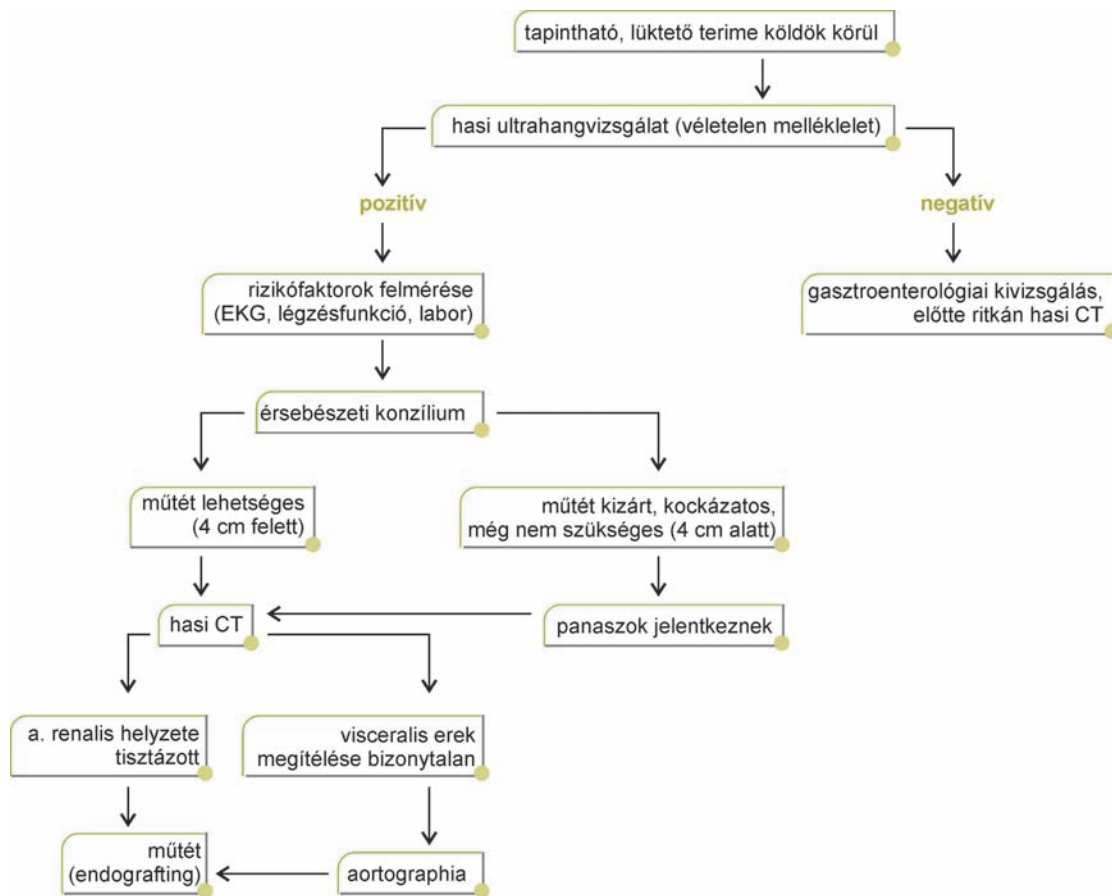 tapintható, lüktető terime köldök körül
hasi ultrahangvizsgálat (véletelen melléklelet)
pozitív
negatív
rizikófaktorok felmérése
(EKG, légzésfunkció, labor)
gasztroenterológiai kivizsgálás,
előtte ritkán hasi CT
érsebészeti konzílium
műtét lehetséges
(4 cm felett)
műtét kizárt, kockázatos,
még nem szükséges (4 cm alatt)
hasi CT
panaszok jelentkeznek
a. renalis helyzete
tisztázott
visceralis erek
megítélése bizonytalan
műtét
(endografting)
aortographia